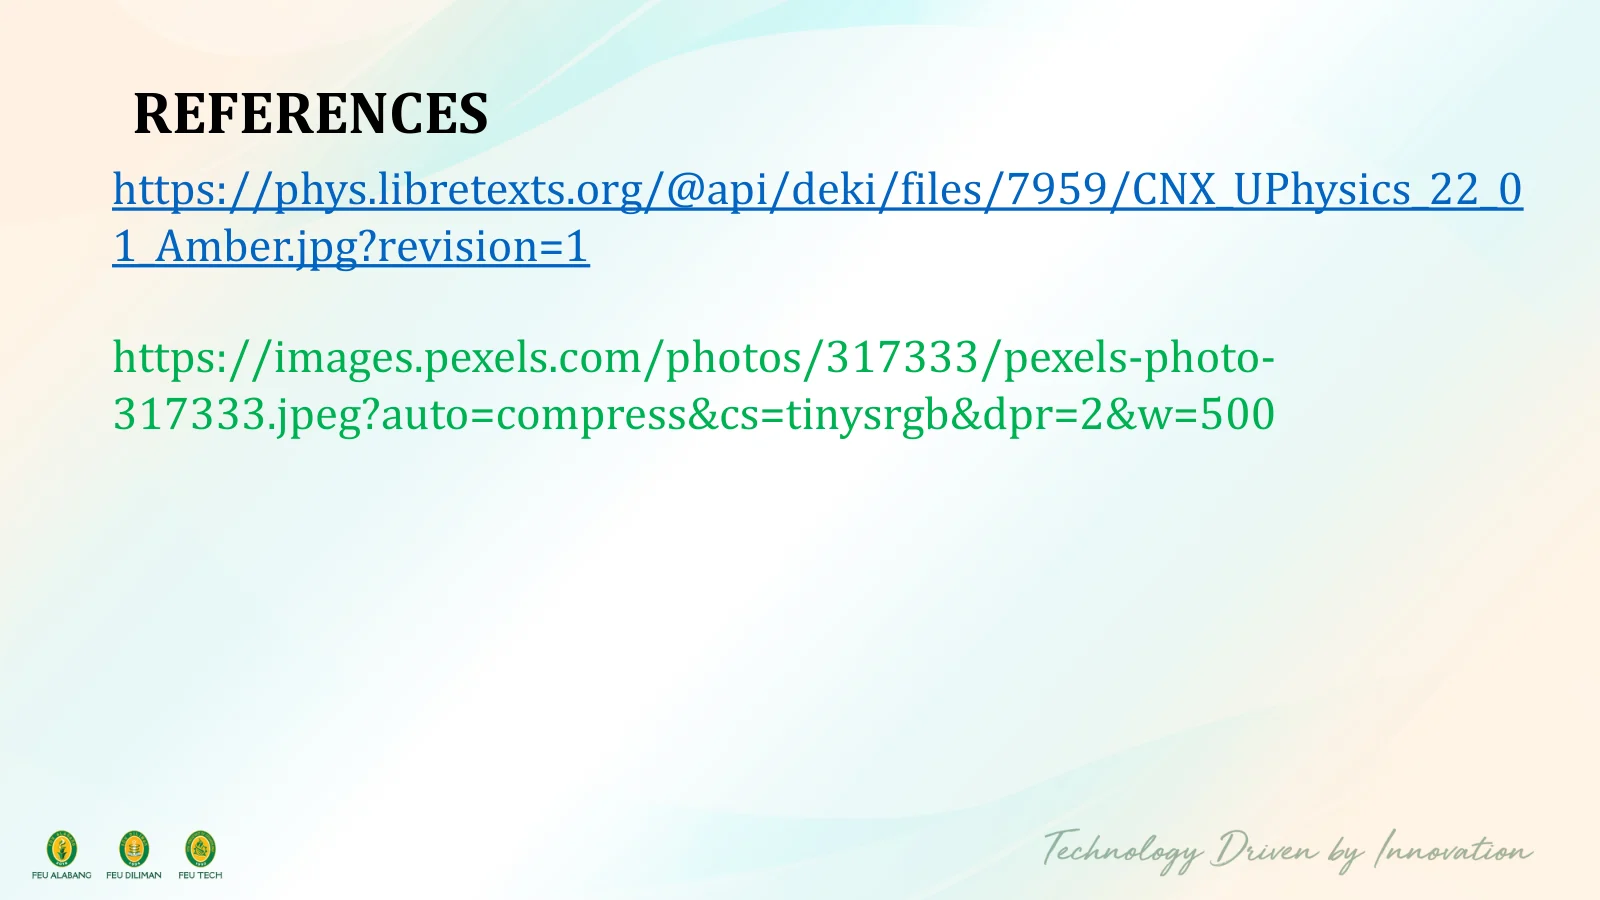 REFERENCES
https://phys.libretexts.org/@api/deki/files/7959/CNX_UPhysics_22_0
1_Amber.jpg?revision=1
https://images.pexels.com/photos/317333/pexels-photo-
317333.jpeg?auto=compress&cs=tinysrgb&dpr=2&w=500
FEU ALABANG
FEU DILIMAN
FEU TECH
Technology Driven by Innovation